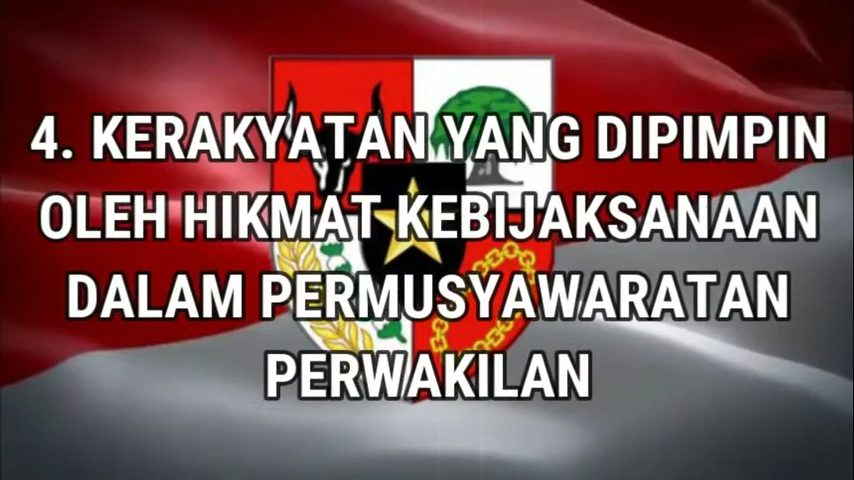 4. KERAKYATAN YANG DIPIMPIN
OLEH HIKMAT KEBIJAKSANAAN
DALAM PERMUSYAWARATAN
PERWAKILAN